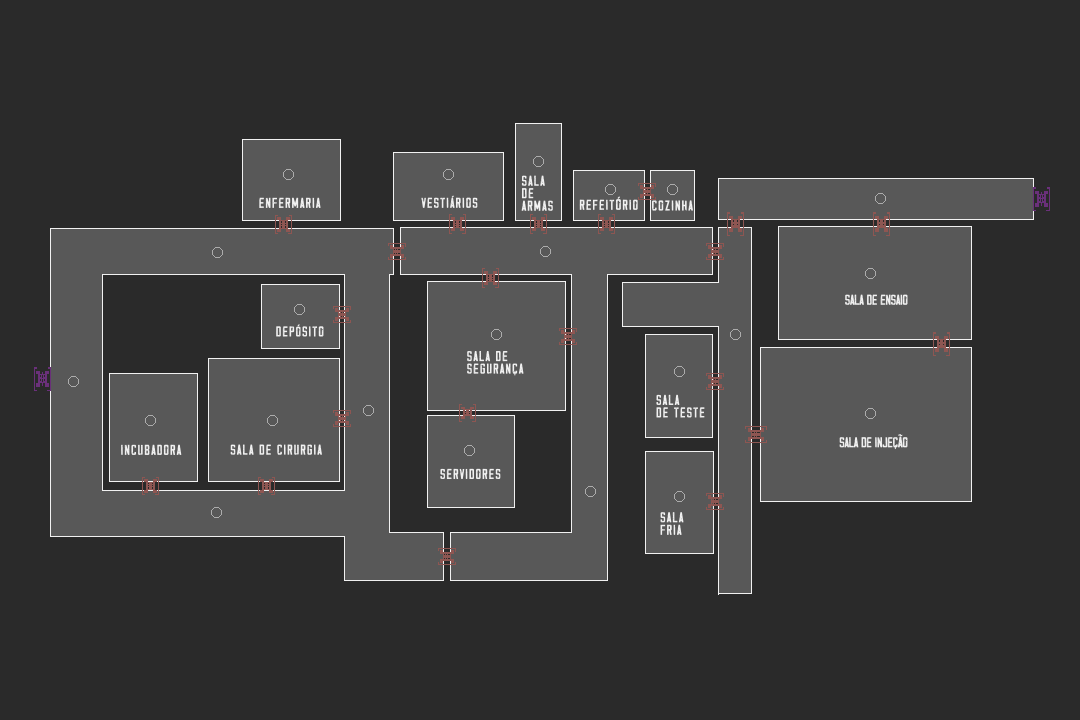 ENFERMARIA
VESTIÁRIOS
SALA
DE
ARMAS
REFEITÓRIO
COZINHA
SALA DE ENSAIO
DEPÓSITO
SALA DE
SEGURANÇA
SALA
DE TESTE
SALA DE INJEÇÃO
INCUBADORA
SALA DE CIRURGIA
SERVIDORES
SALA
FRIA